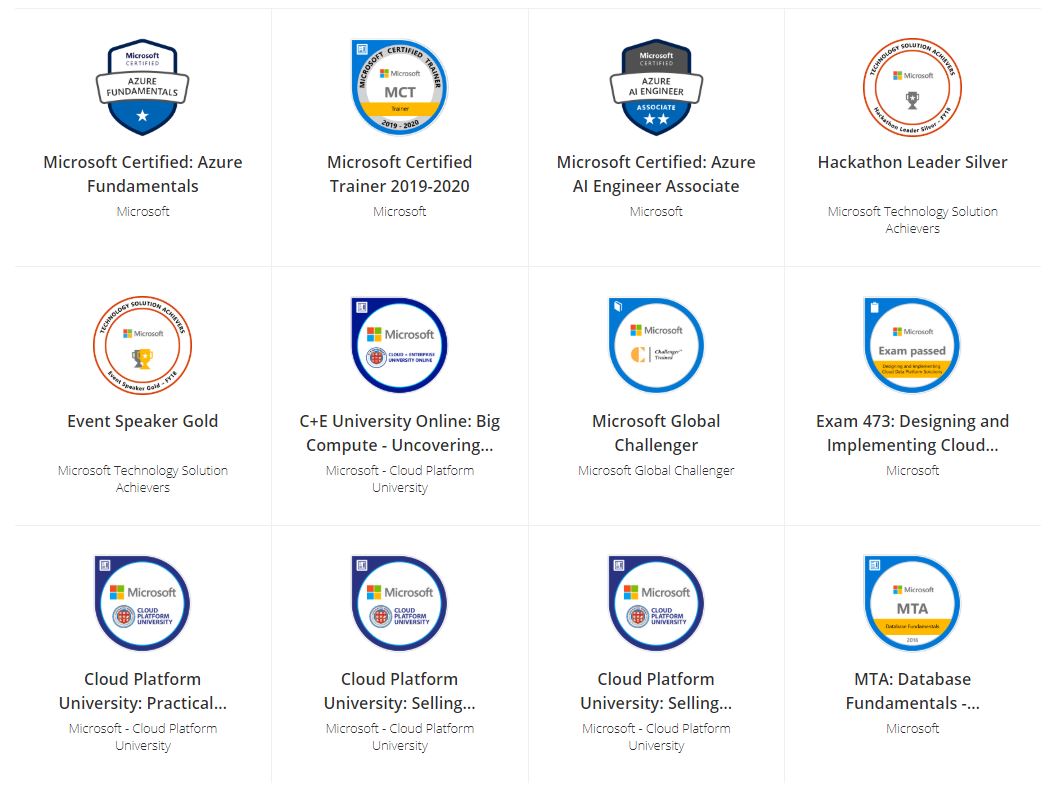 Microsoft
CERTIFIED
AZURE
FUNDAMENTALS
Microsoft Certified: Azure
Fundamentals
Microsoft
MICROSOFT CERTIFIED TRAINER
Microsoft
MCT
Trainer
2019 - 2020
Microsoft Certified
Trainer 2019-2020
Microsoft
Microsoft
CERTIFIED
AZURE
AI ENGINEER
ASSOCIATE
Microsoft Certified: Azure
AI Engineer Associate
Microsoft
TECHNOLOGY SOLUTION ACHIEVERS
Microsoft
Hackathon Leader Silver - FY18
Hackathon Leader Silver
Microsoft Technology Solution
Achievers
TECHNOLOGY SOLUTION ACHIEVERS
Microsoft
Event Speaker Gold - FY18
Event Speaker Gold
Microsoft Technology Solution
Achievers
Microsoft
CLOUD + ENTERPRISE
UNIVERSITY ONLINE
C+E University Online: Big
Compute - Uncovering...
Microsoft - Cloud Platform
University
Microsoft
Challenger™
Trained
Microsoft Global
Challenger
Microsoft Global Challenger
Microsoft
Exam passed
Designing and Implementing
Cloud Data Platform Solutions
Exam 473: Designing and
Implementing Cloud...
Microsoft
Microsoft
CLOUD
PLATFORM
UNIVERSITY
Cloud Platform
University: Practical...
Microsoft - Cloud Platform
University
Microsoft
CLOUD
PLATFORM
UNIVERSITY
Cloud Platform
University: Selling...
Microsoft - Cloud Platform
University
Microsoft
CLOUD
PLATFORM
UNIVERSITY
Cloud Platform
University: Selling...
Microsoft - Cloud Platform
University
Microsoft
MTA
Database Fundamentals
2016
MTA: Database
Fundamentals -...
Microsoft